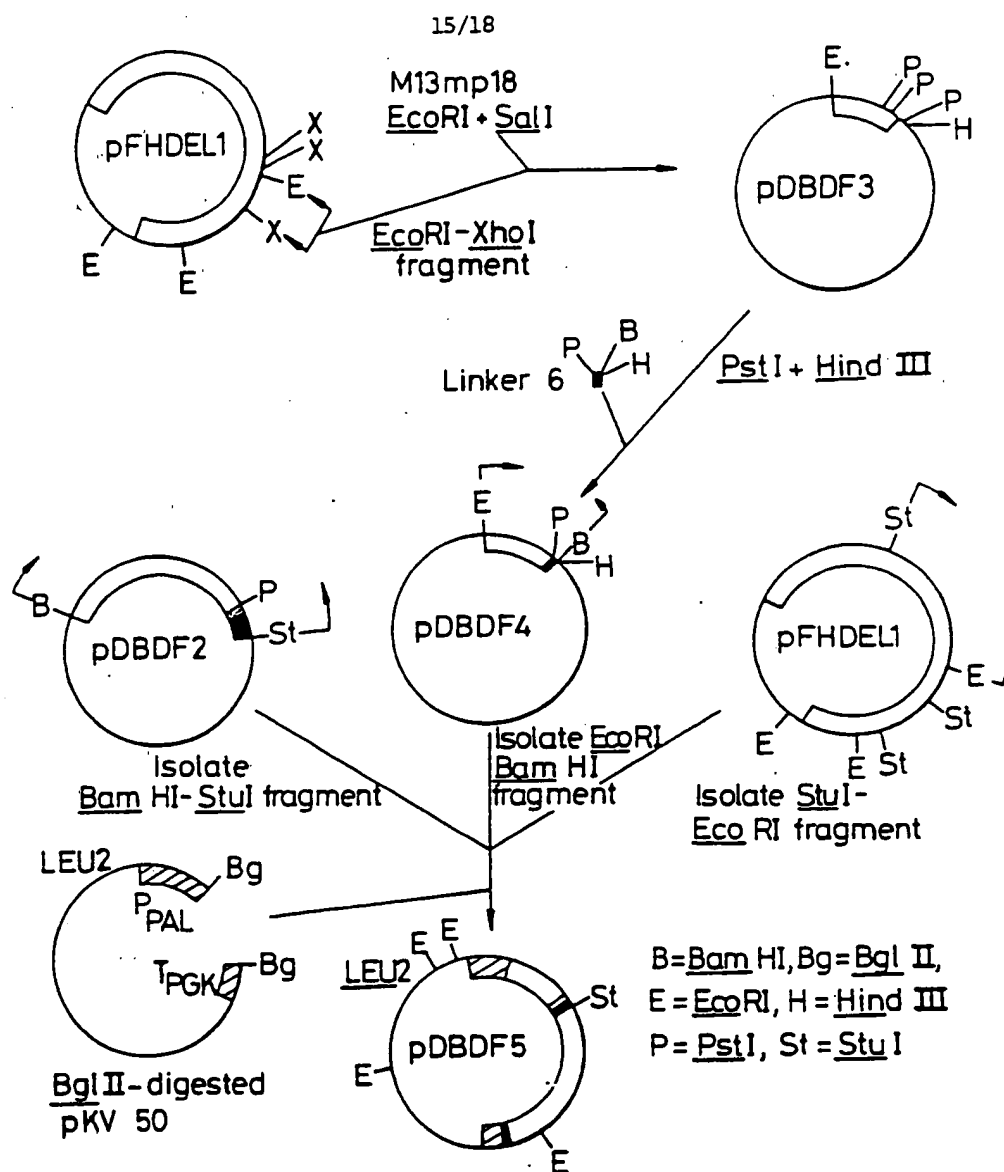 15/18
M13mp18
EcoRI + SalI
pFHDEL1
X
X
E
X
E
E
EcoRI-XhoI
fragment
E.
P
P
P
H
pDBDF3
P
B
H
Linker 6
PstI + Hind III
E
P
B
H
pDBDF4
B
P
St
pDBDF2
St
E
St
St
E
E
pFHDEL1
Isolate
Bam HI-StuI fragment
Isolate EcoRI
Bam HI
fragment
Isolate StuI-
Eco RI fragment
LEU2
Bg
PPAL
TPGK
Bg
BglII-digested
pKV 50
E
E
LEU2
St
pDBDF5
E
E
B=Bam HI, Bg=Bgl II,
E=EcoRI, H=Hind III
P=PstI, St=StuI